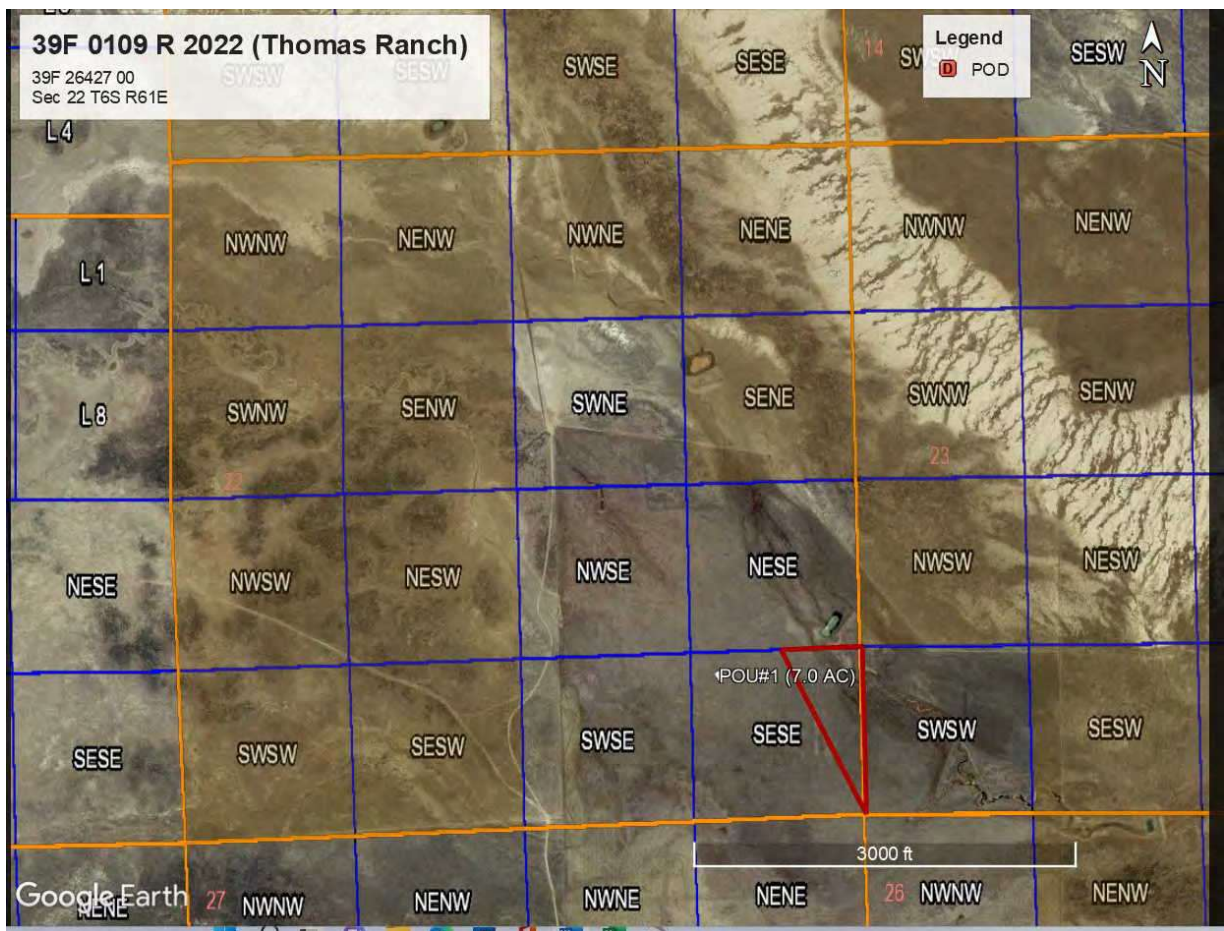 39F 0109 R 2022 (Thomas Ranch)
39F 26427 00
Sec 22 T6S R61E
Legend
D POD
N
SWSW SESW SWSE SESE 14 SWSW SESW
L4
NWNW NENW NWNE NENE NWNW NENW
L1
L8 SWNW SENW SWNE SENE SWNW SENW
22 23
NESE NWSW NESW NWSE NESE NWSW NESW
POU#1 (7.0 AC)
SESE SWSW SESW SWSE SESE SWSW SESW
3000 ft
Google Earth
NENE 27 NWNW NENW NWNE NENE 26 NWNW NENW